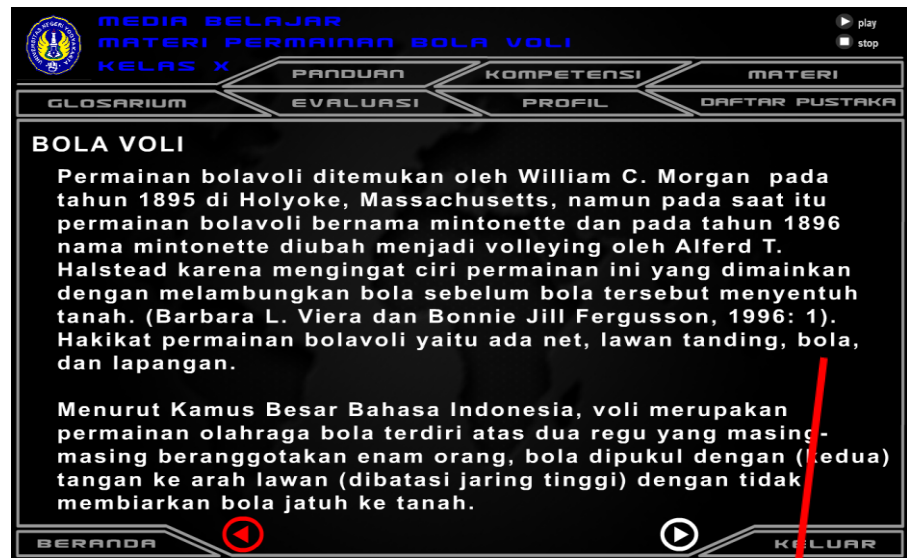 MEDIA BELAJAR
MATERI PERMAINAN BOLA VOLI
KELAS X
play
stop
PANDUAN
KOMPETENSI
MATERI
GLOSARIUM
EVALUASI
PROFIL
DAFTAR PUSTAKA
BOLA VOLI
Permainan bolavoli ditemukan oleh William C. Morgan pada
tahun 1895 di Holyoke, Massachusetts, namun pada saat itu
permainan bolavoli bernama mintonette dan pada tahun 1896
nama mintonette diubah menjadi volleying oleh Alferd T.
Halstead karena mengingat ciri permainan ini yang dimainkan
dengan melambungkan bola sebelum bola tersebut menyentuh
tanah. (Barbara L. Viera dan Bonnie Jill Fergusson, 1996: 1).
Hakikat permainan bolavoli yaitu ada net, lawan tanding, bola,
dan lapangan.
Menurut Kamus Besar Bahasa Indonesia, voli merupakan
permainan olahraga bola terdiri atas dua regu yang masing-
masing beranggotakan enam orang, bola dipukul dengan (kedua)
tangan ke arah lawan (dibatasi jaring tinggi) dengan tidak
membiarkan bola jatuh ke tanah.
BERANDA
KELUAR